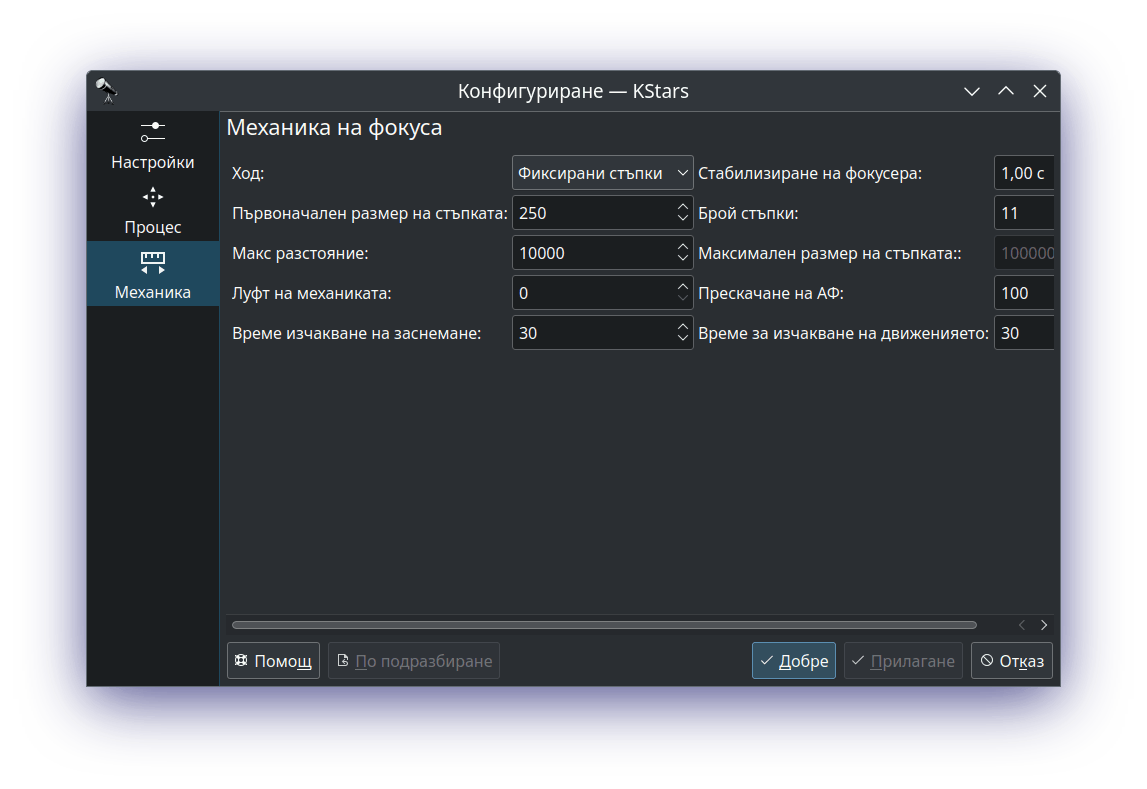 Конфигуриране — KStars
Настройки
Процес
Механика
Механика на фокуса
Ход: Фиксирани стъпки Стабилизиране на фокусера: 1,00 с
Първоначален размер на стъпката: 250 Брой стъпки: 11
Макс разстояние: 10000 Максимален размер на стъпката:: 100000
Луфт на механиката: 0 Прескачане на АФ: 100
Време изчакване на заснемане: 30 Време за изчакване на движенияето: 30
Помощ По подразбиране Добре Прилагане Отказ